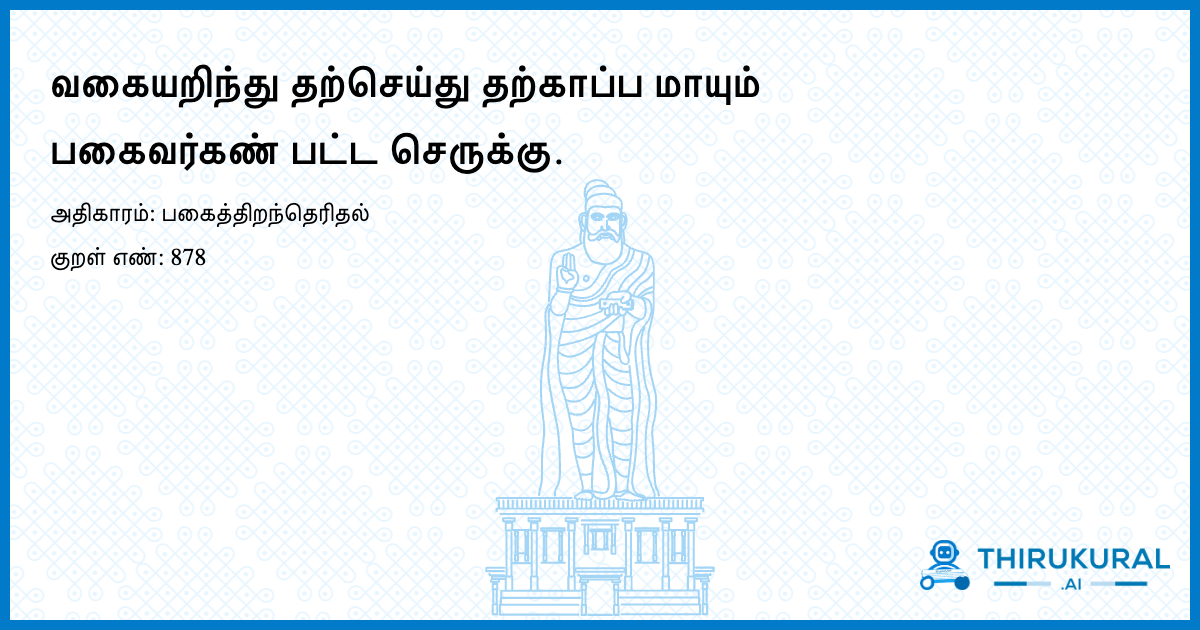 வகையறிந்து தற்செய்து தற்காப்ப மாயும்
பகைவர்கண் பட்ட செருக்கு.
அதிகாரம்: பகைத்திறந்தெரிதல்
குறள் எண்: 878
THIRUKURAL
.AI